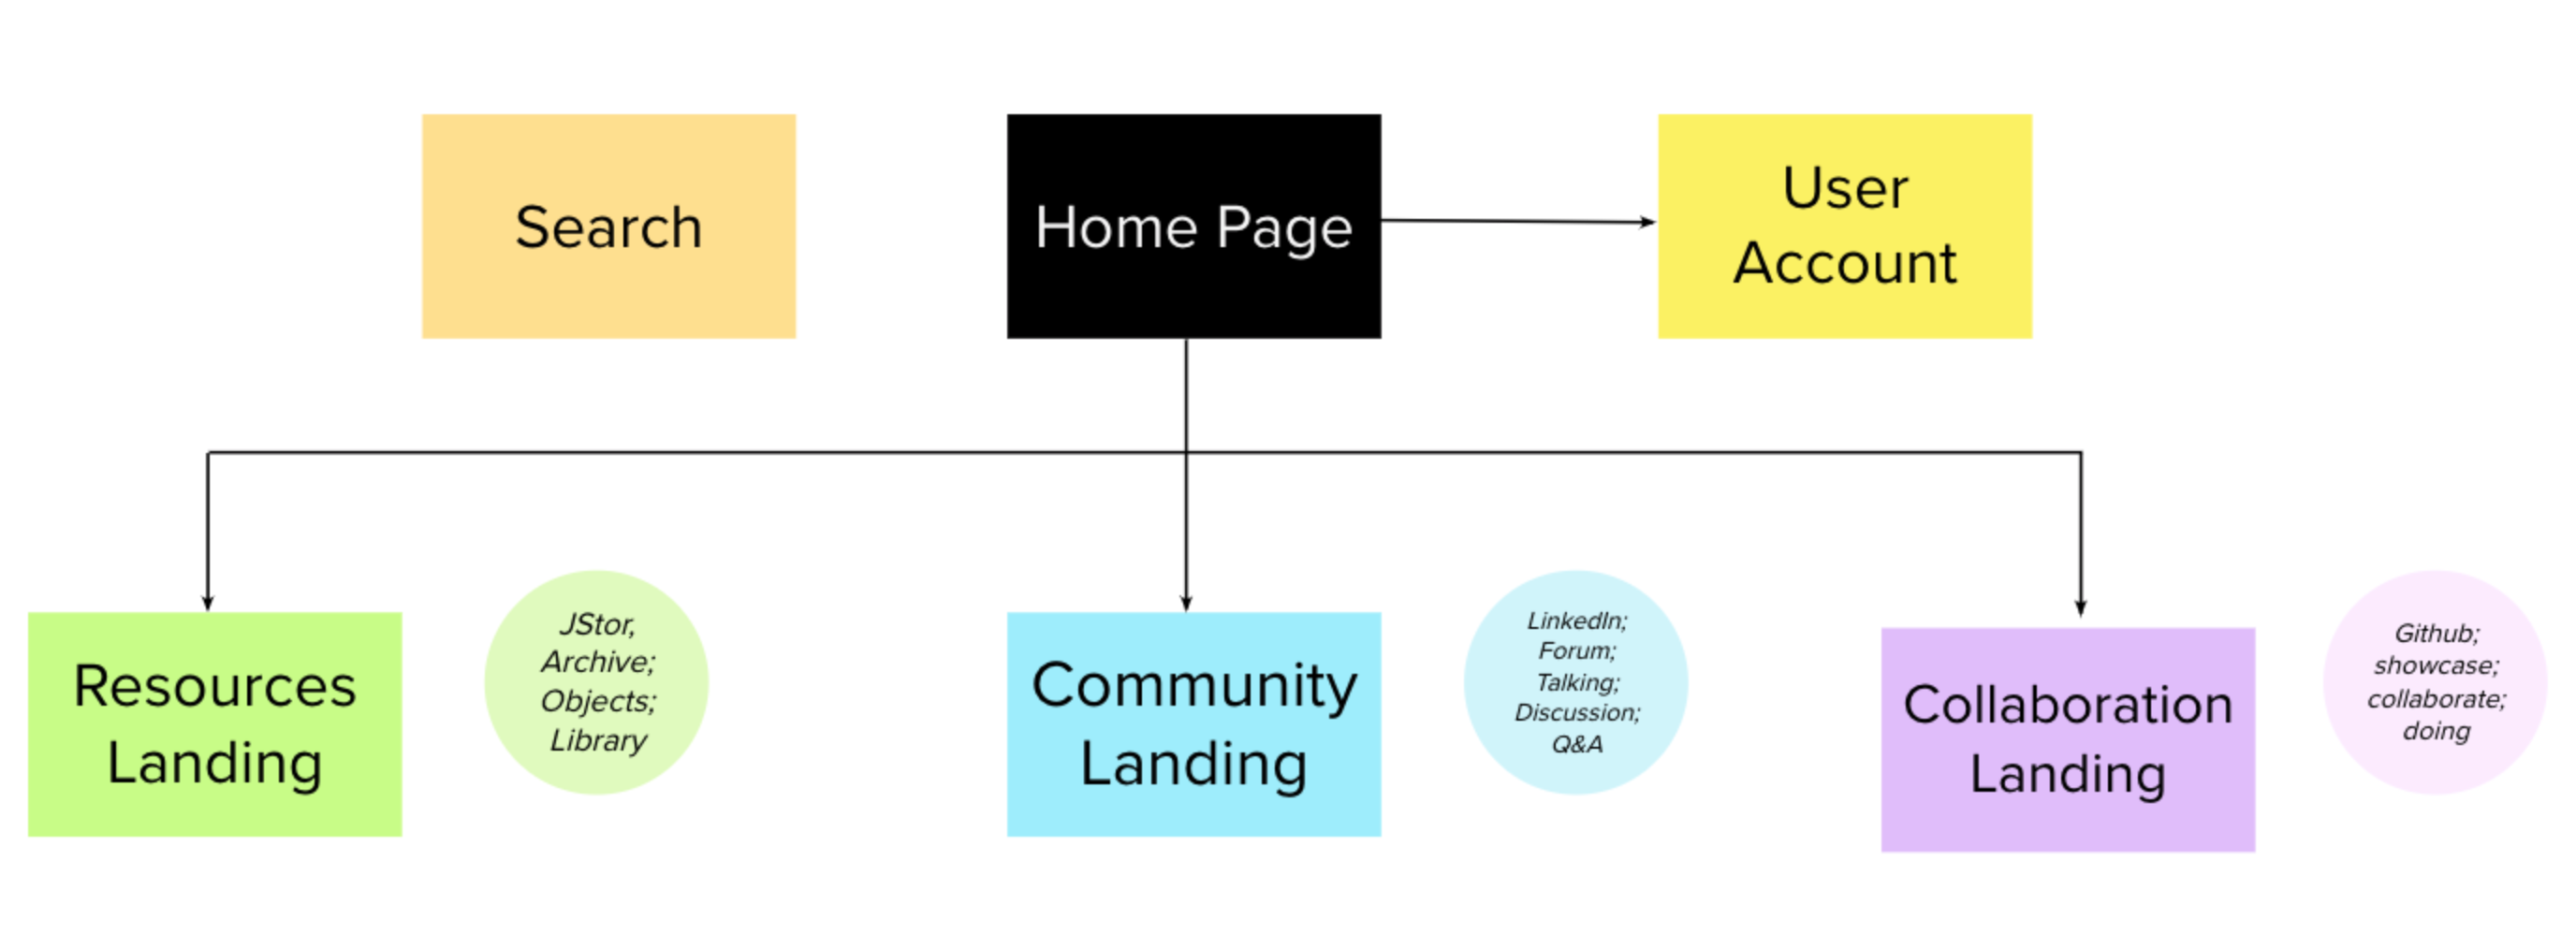 Search
Home Page
User
Account
Resources
Landing
JStor,
Archive;
Objects;
Library
Community
Landing
LinkedIn;
Forum;
Talking;
Discussion;
Q&A
Collaboration
Landing
Github;
showcase;
collaborate;
doing